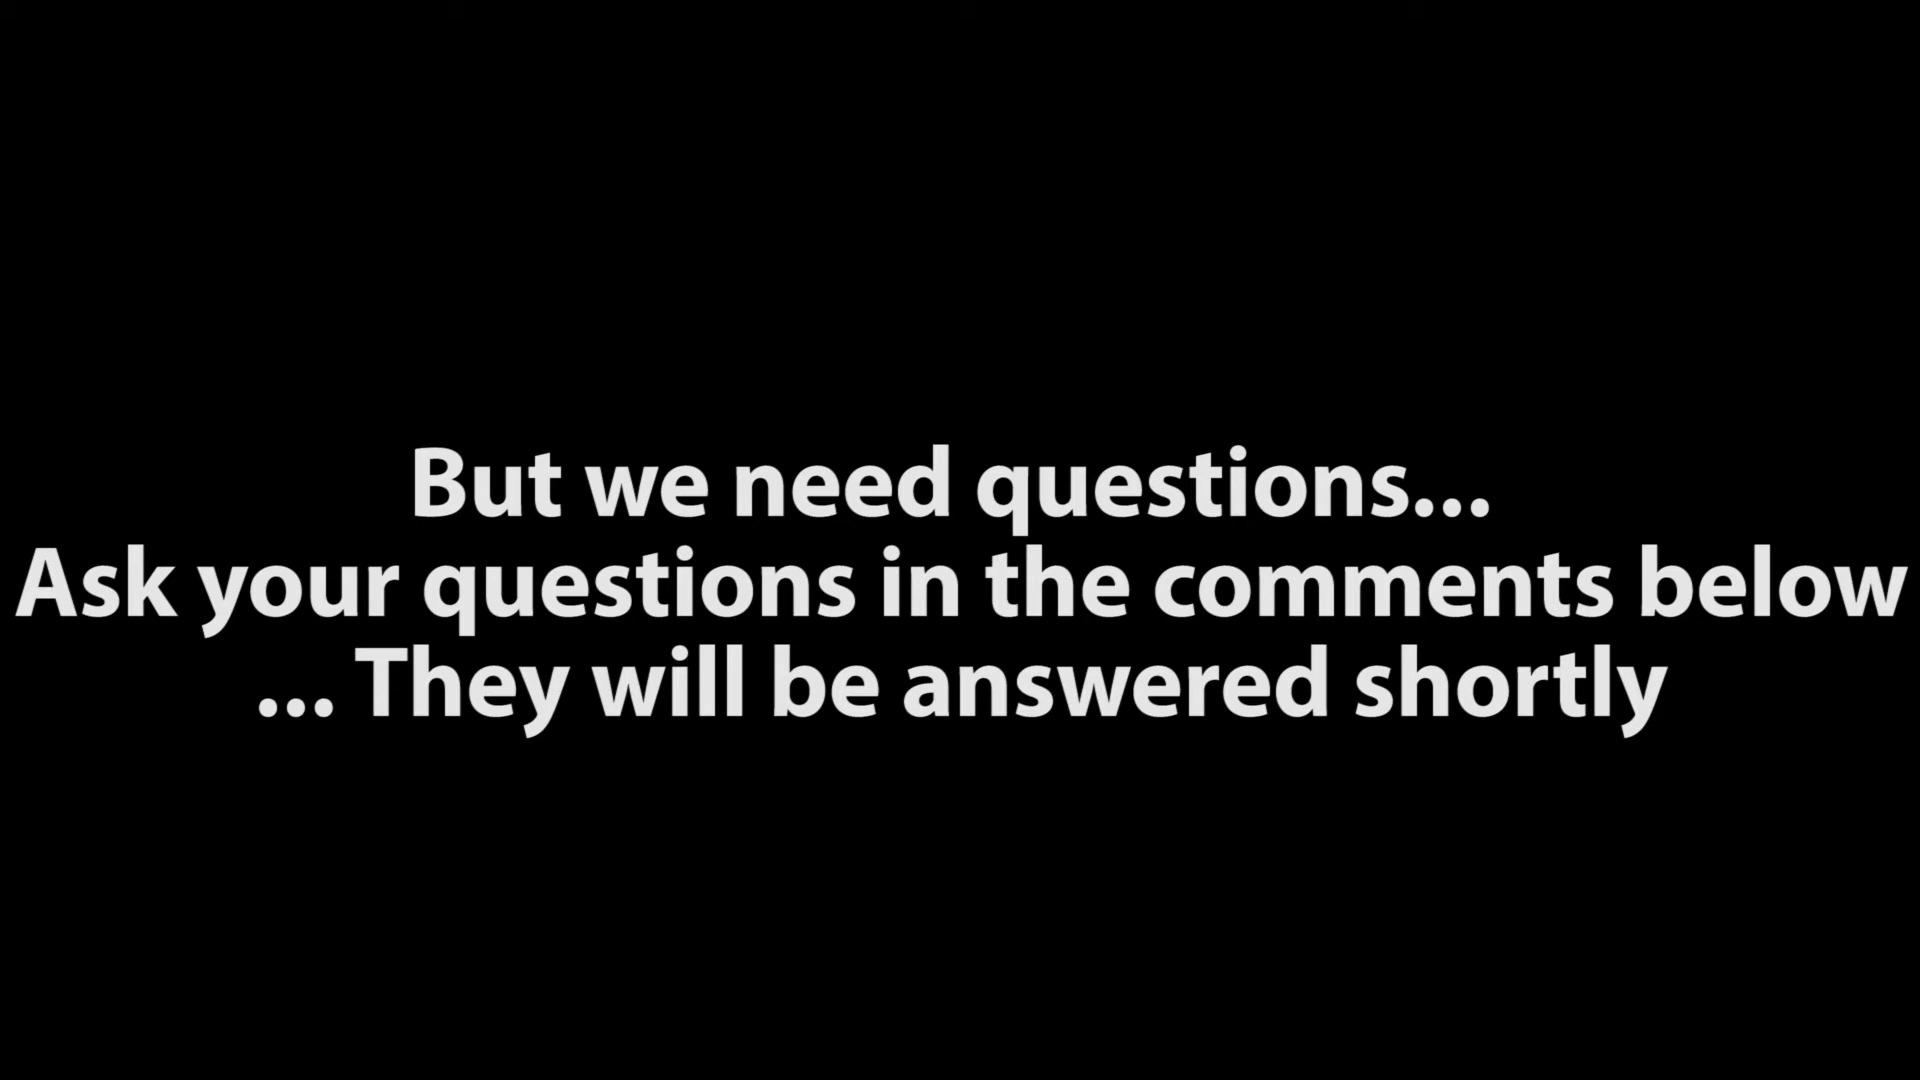 But we need questions...
Ask your questions in the comments below
... They will be answered shortly